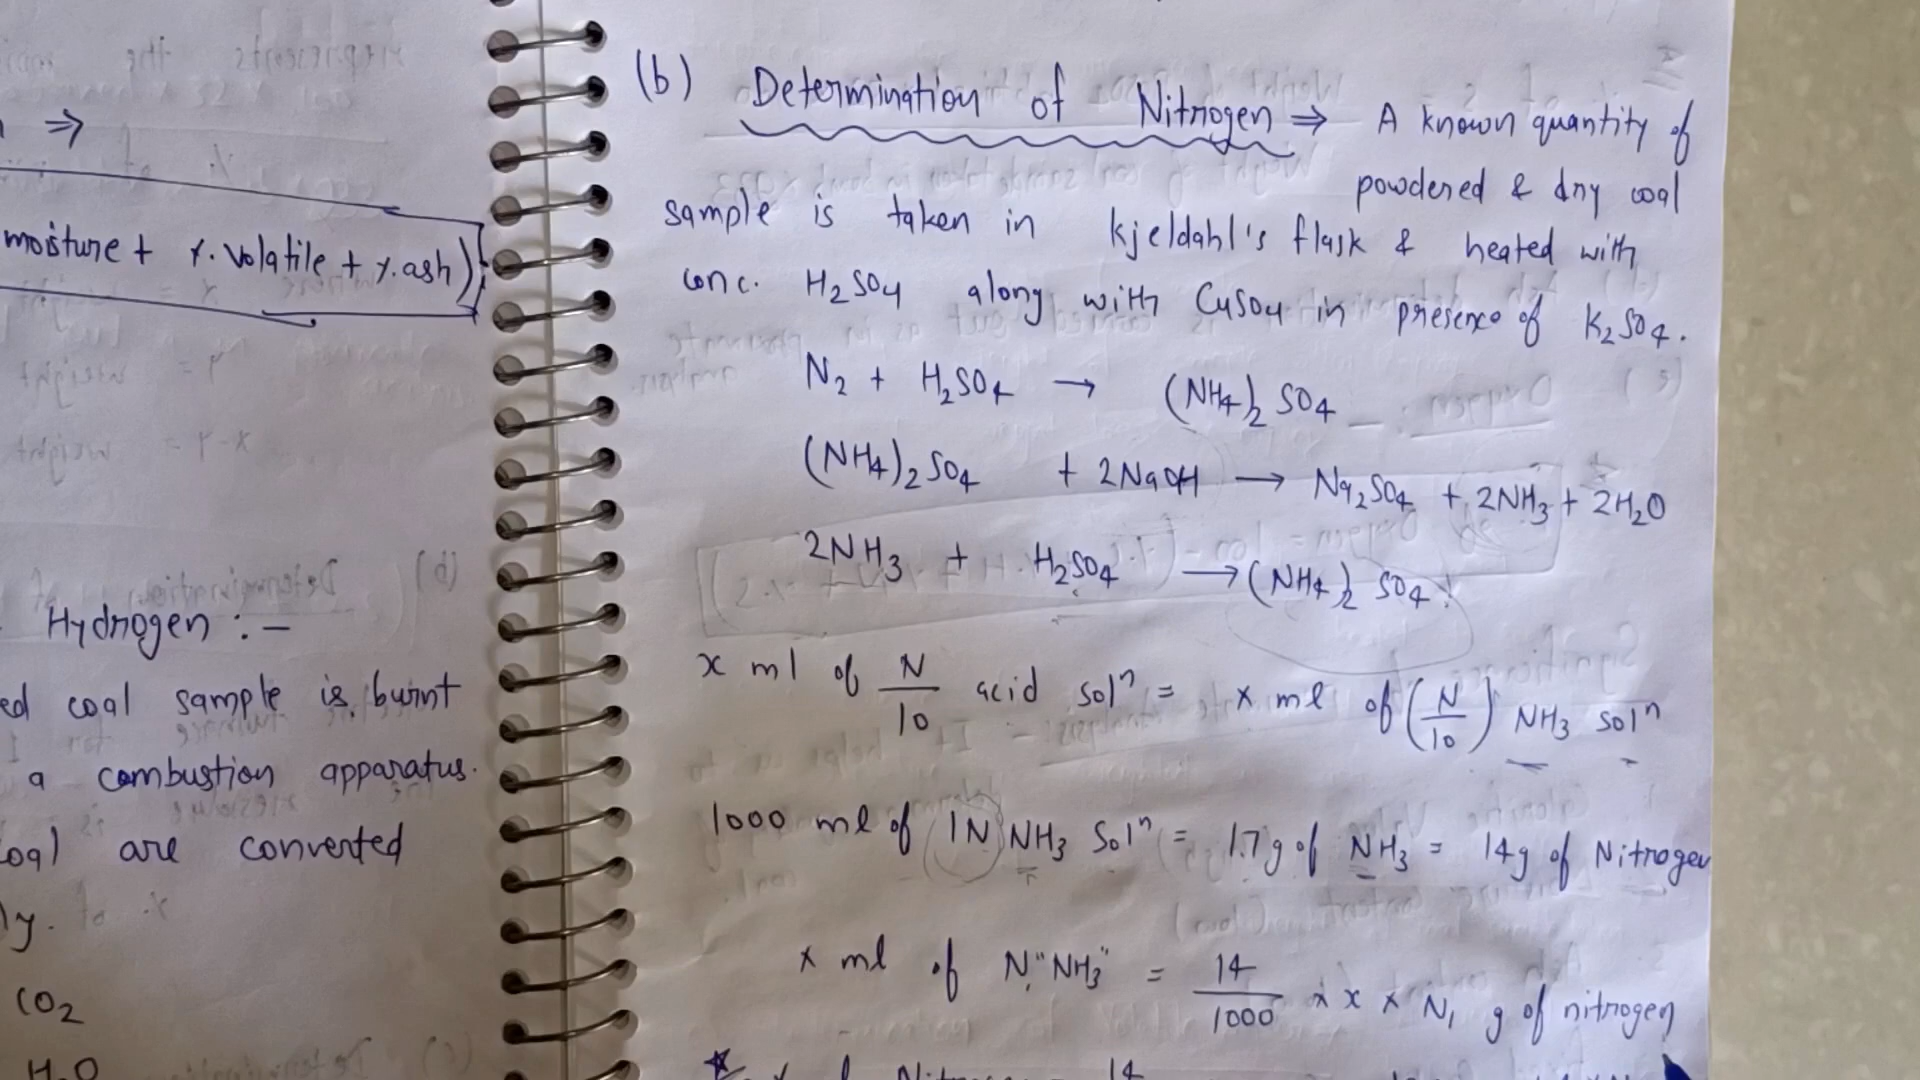 ⇒
moisture + %. Volatile + %. ash)
Hydrogen : —
ed coal sample is burnt
a combustion apparatus.
coal are converted
ly.
CO2
H2O
(b) Determination of Nitrogen ⇒ A known quantity of
powdered & dry coal
sample is taken in kjeldahl's flask & heated with
conc. H2SO4 along with CuSO4 in presence of K2SO4.
N2 + H2SO4 → (NH4)2 SO4
(NH4)2 SO4 + 2NaOH → Na2SO4 + 2NH3 + 2H2O
2NH3 + H2SO4 → (NH4)2 SO4
x ml of N/10 acid solⁿ = x ml of (N/10) NH3 solⁿ
1000 ml of 1N NH3 Solⁿ = 17g of NH3 = 14g of Nitrogen
x ml of N "NH3" = 14/1000 × x × N1 g of nitrogen